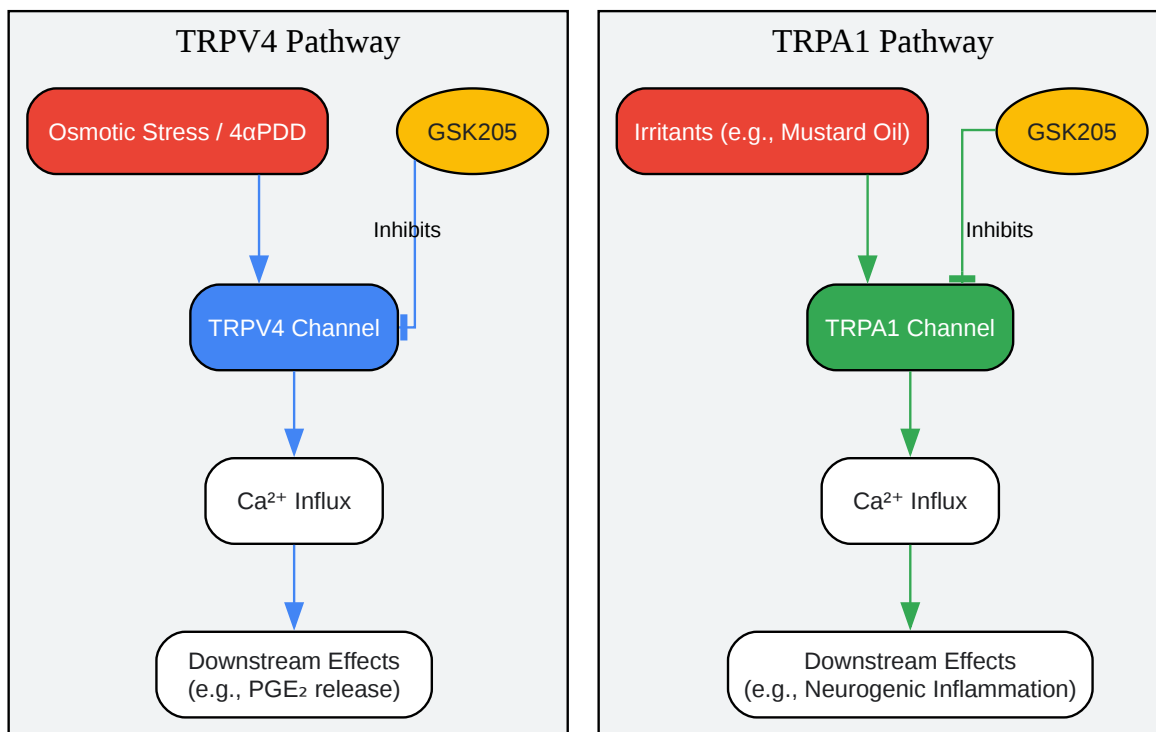 TRPV4 Pathway
Osmotic Stress / 4αPDD
GSK205
Inhibits
TRPV4 Channel
Ca²⁺ Influx
Downstream Effects
(e.g., PGE₂ release)
TRPA1 Pathway
Irritants (e.g., Mustard Oil)
GSK205
Inhibits
TRPA1 Channel
Ca²⁺ Influx
Downstream Effects
(e.g., Neurogenic Inflammation)